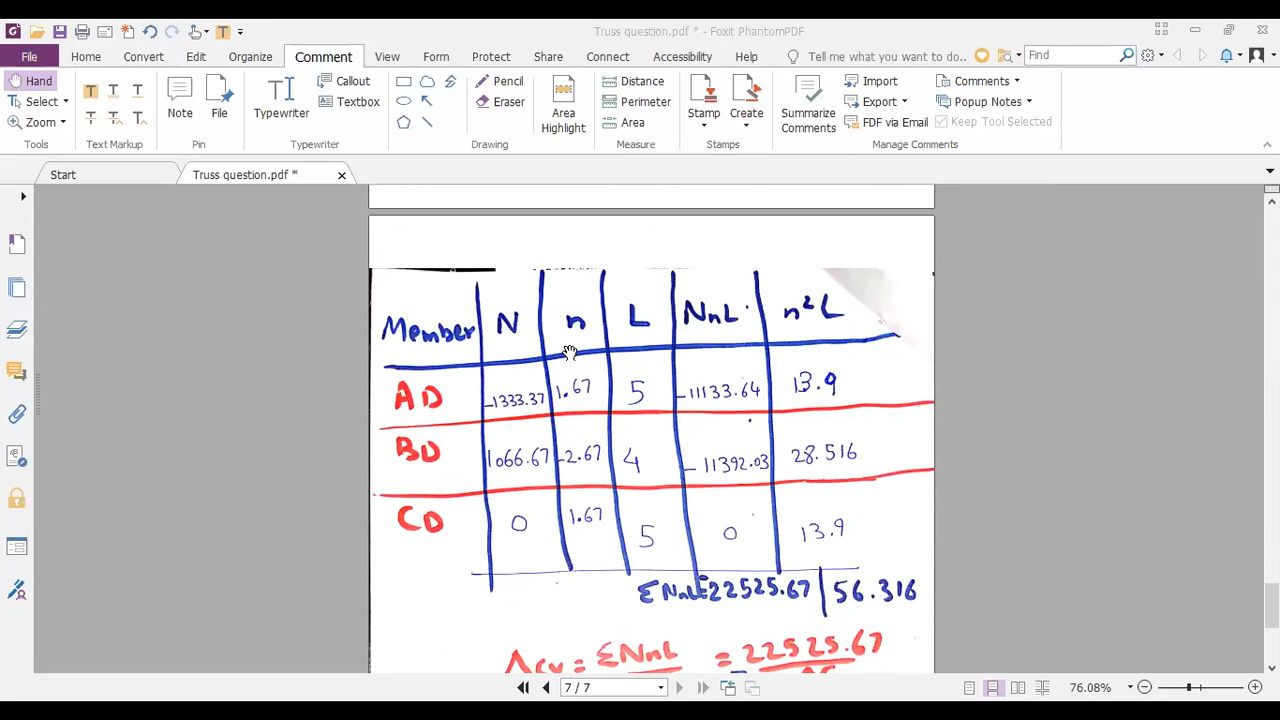 Truss question.pdf * - Foxit PhantomPDF
File Home Convert Edit Organize Comment View Form Protect Share Connect Accessibility Help Tell me what you want to do... Find
Hand
Select
Zoom
Tools
Text Markup
Note
File
Pin
Typewriter
Callout
Textbox
Typewriter
Pencil
Eraser
Area Highlight
Drawing
Distance
Perimeter
Area
Measure
Stamp
Create
Stamps
Summarize Comments
Import
Export
FDF via Email
Comments
Popup Notes
Keep Tool Selected
Manage Comments
Start
Truss question.pdf *
Member N n L NnL n²L
AD -1333.37 1.67 5 -11133.64 13.9
BD 1066.67 -2.67 4 -11392.03 28.516
CD 0 1.67 5 0 13.9
ΣNnL=-22525.67 56.316
ΣNnL = 22525.67
7 / 7
76.08%